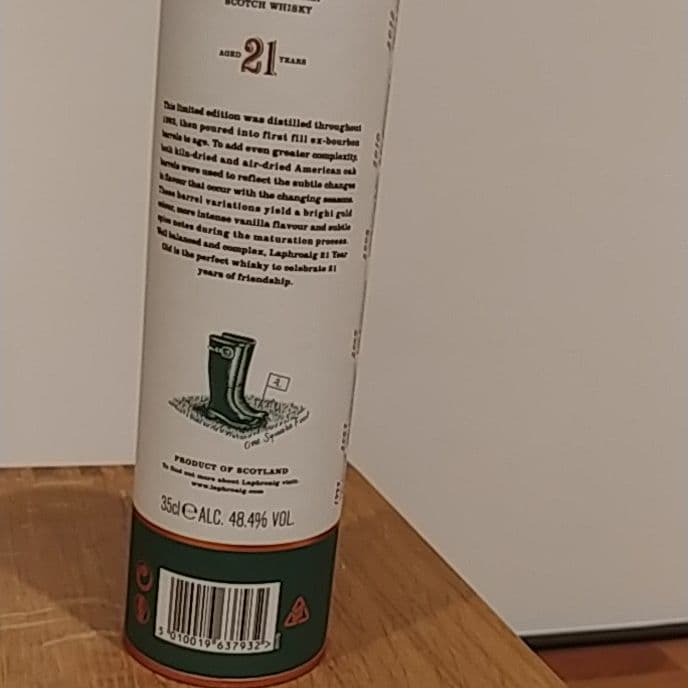 SCOTCH WHISKY
AGED 21 YEARS
This limited edition was distilled throughout
1993, then poured into first fill ex-bourbon
barrels to age. To add even greater complexity,
both kiln-dried and air-dried American oak
barrels were used to reflect the subtle changes
in flavour that occur with the changing seasons.
These barrel variations yield a bright gold
colour, more intense vanilla flavour and subtle
spice notes during the maturation process.
Well balanced and complex, Laphroaig 21 Year
Old is the perfect whisky to celebrate 21
years of friendship.
One Square Foot
PRODUCT OF SCOTLAND
To find out more about Laphroaig visit:
www.laphroaig.com
35cl e ALC. 48.4% VOL.
5 010019 637932 >